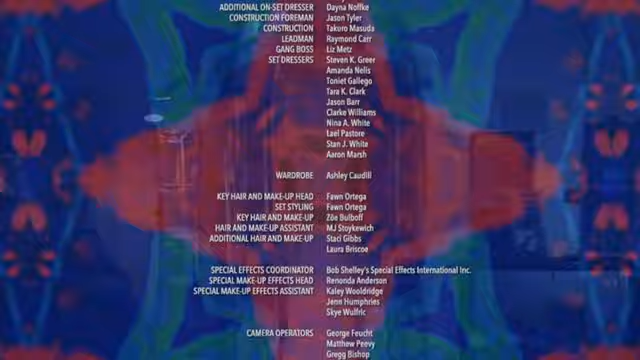 ADDITIONAL ON-SET DRESSER Dayna Noffke
CONSTRUCTION FOREMAN Jason Tyler
CONSTRUCTION Takuro Masuda
LEADMAN Raymond Carr
GANG BOSS Liz Metz
SET DRESSERS Steven K. Greer
Amanda Nelis
Toniet Gallego
Tara K. Clark
Jason Barr
Clarke Williams
Nina A. White
Lael Pastore
Stan J. White
Aaron Marsh
WARDROBE Ashley Caudill
KEY HAIR AND MAKE-UP HEAD Fawn Ortega
SET STYLING Fawn Ortega
KEY HAIR AND MAKE-UP Zöe Bulboff
HAIR AND MAKE-UP ASSISTANT MJ Stoykewich
ADDITIONAL HAIR AND MAKE-UP Staci Gibbs
Laura Briscoe
SPECIAL EFFECTS COORDINATOR Bob Shelley's Special Effects International Inc.
SPECIAL MAKE-UP EFFECTS HEAD Renonda Anderson
SPECIAL MAKE-UP EFFECTS ASSISTANT Kaley Wooldridge
Jenn Humphries
Skye Wulfric
CAMERA OPERATORS George Feucht
Matthew Peevy
Gregg Bishop